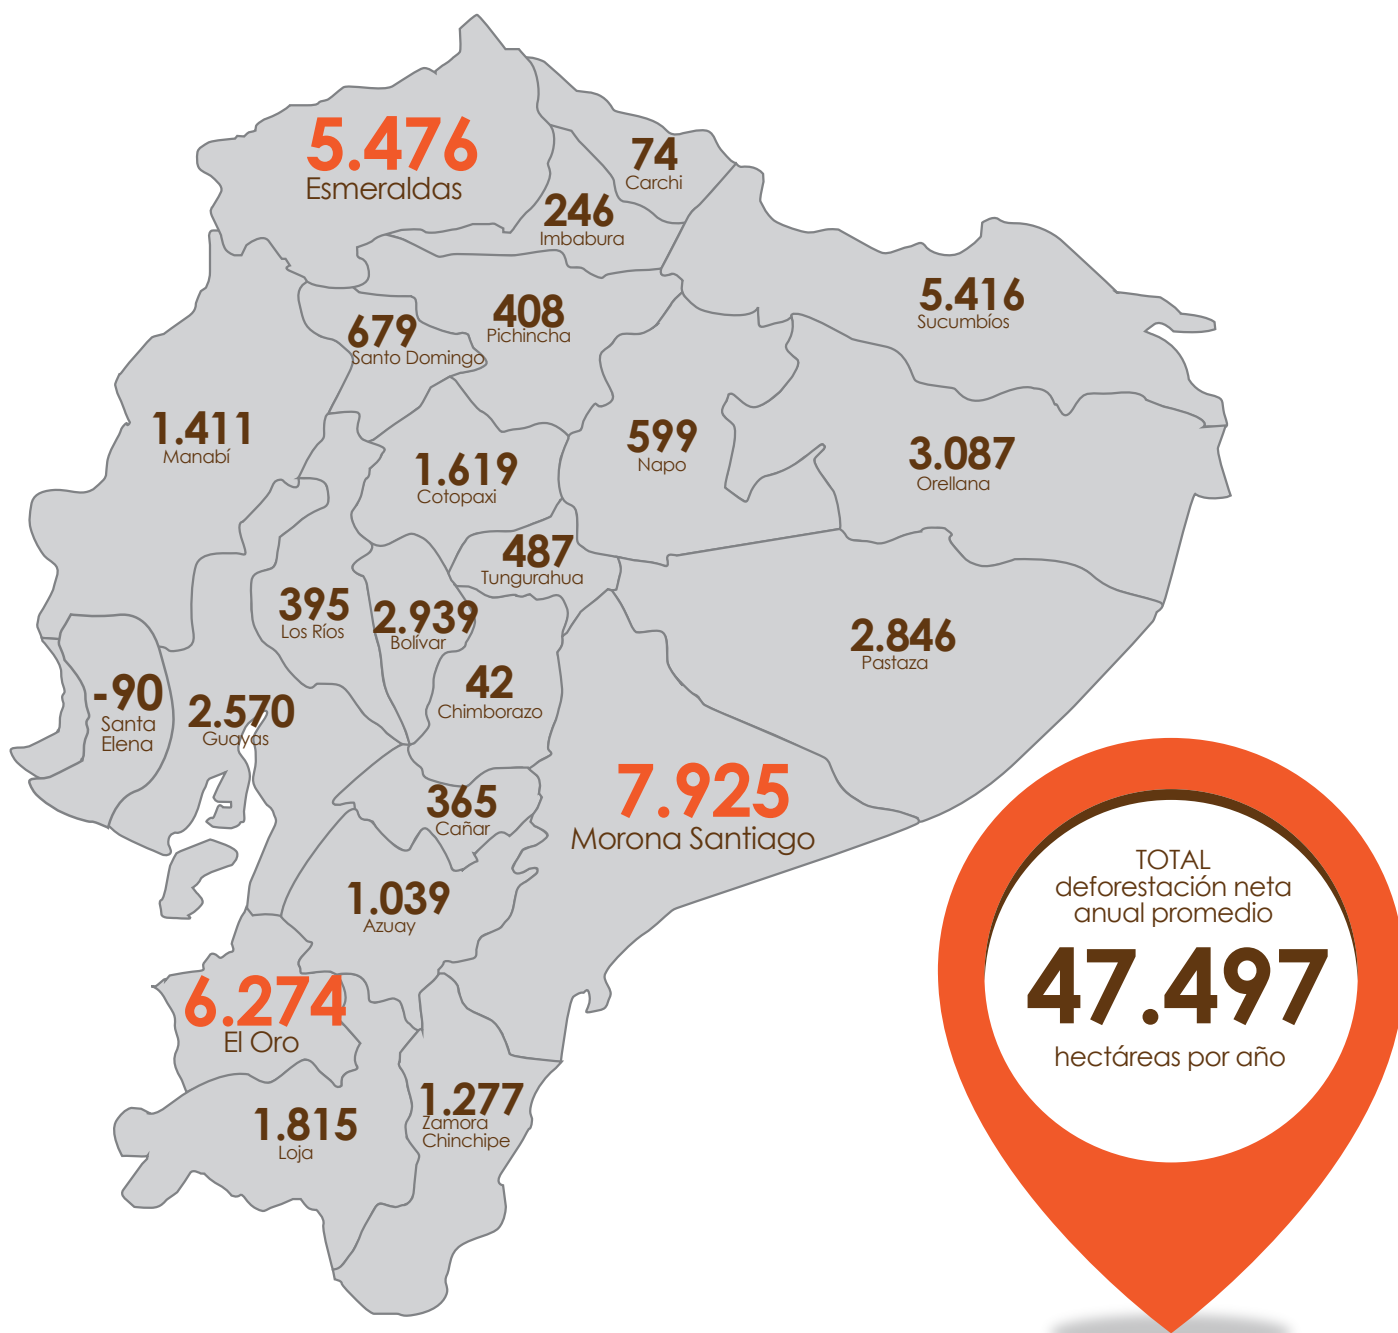 5.476
Esmeraldas
74
Carchi
246
Imbabura
5.416
Sucumbíos
408
Pichincha
679
Santo Domingo
1.411
Manabí
599
Napo
3.087
Orellana
1.619
Cotopaxi
487
Tungurahua
395
Los Ríos
2.939
Bolívar
2.846
Pastaza
-90
Santa
Elena
2.570
Guayas
42
Chimborazo
7.925
Morona Santiago
365
Cañar
1.039
Azuay
6.274
El Oro
1.815
Loja
1.277
Zamora
Chinchipe
TOTAL
deforestación neta
anual promedio
47.497
hectáreas por año